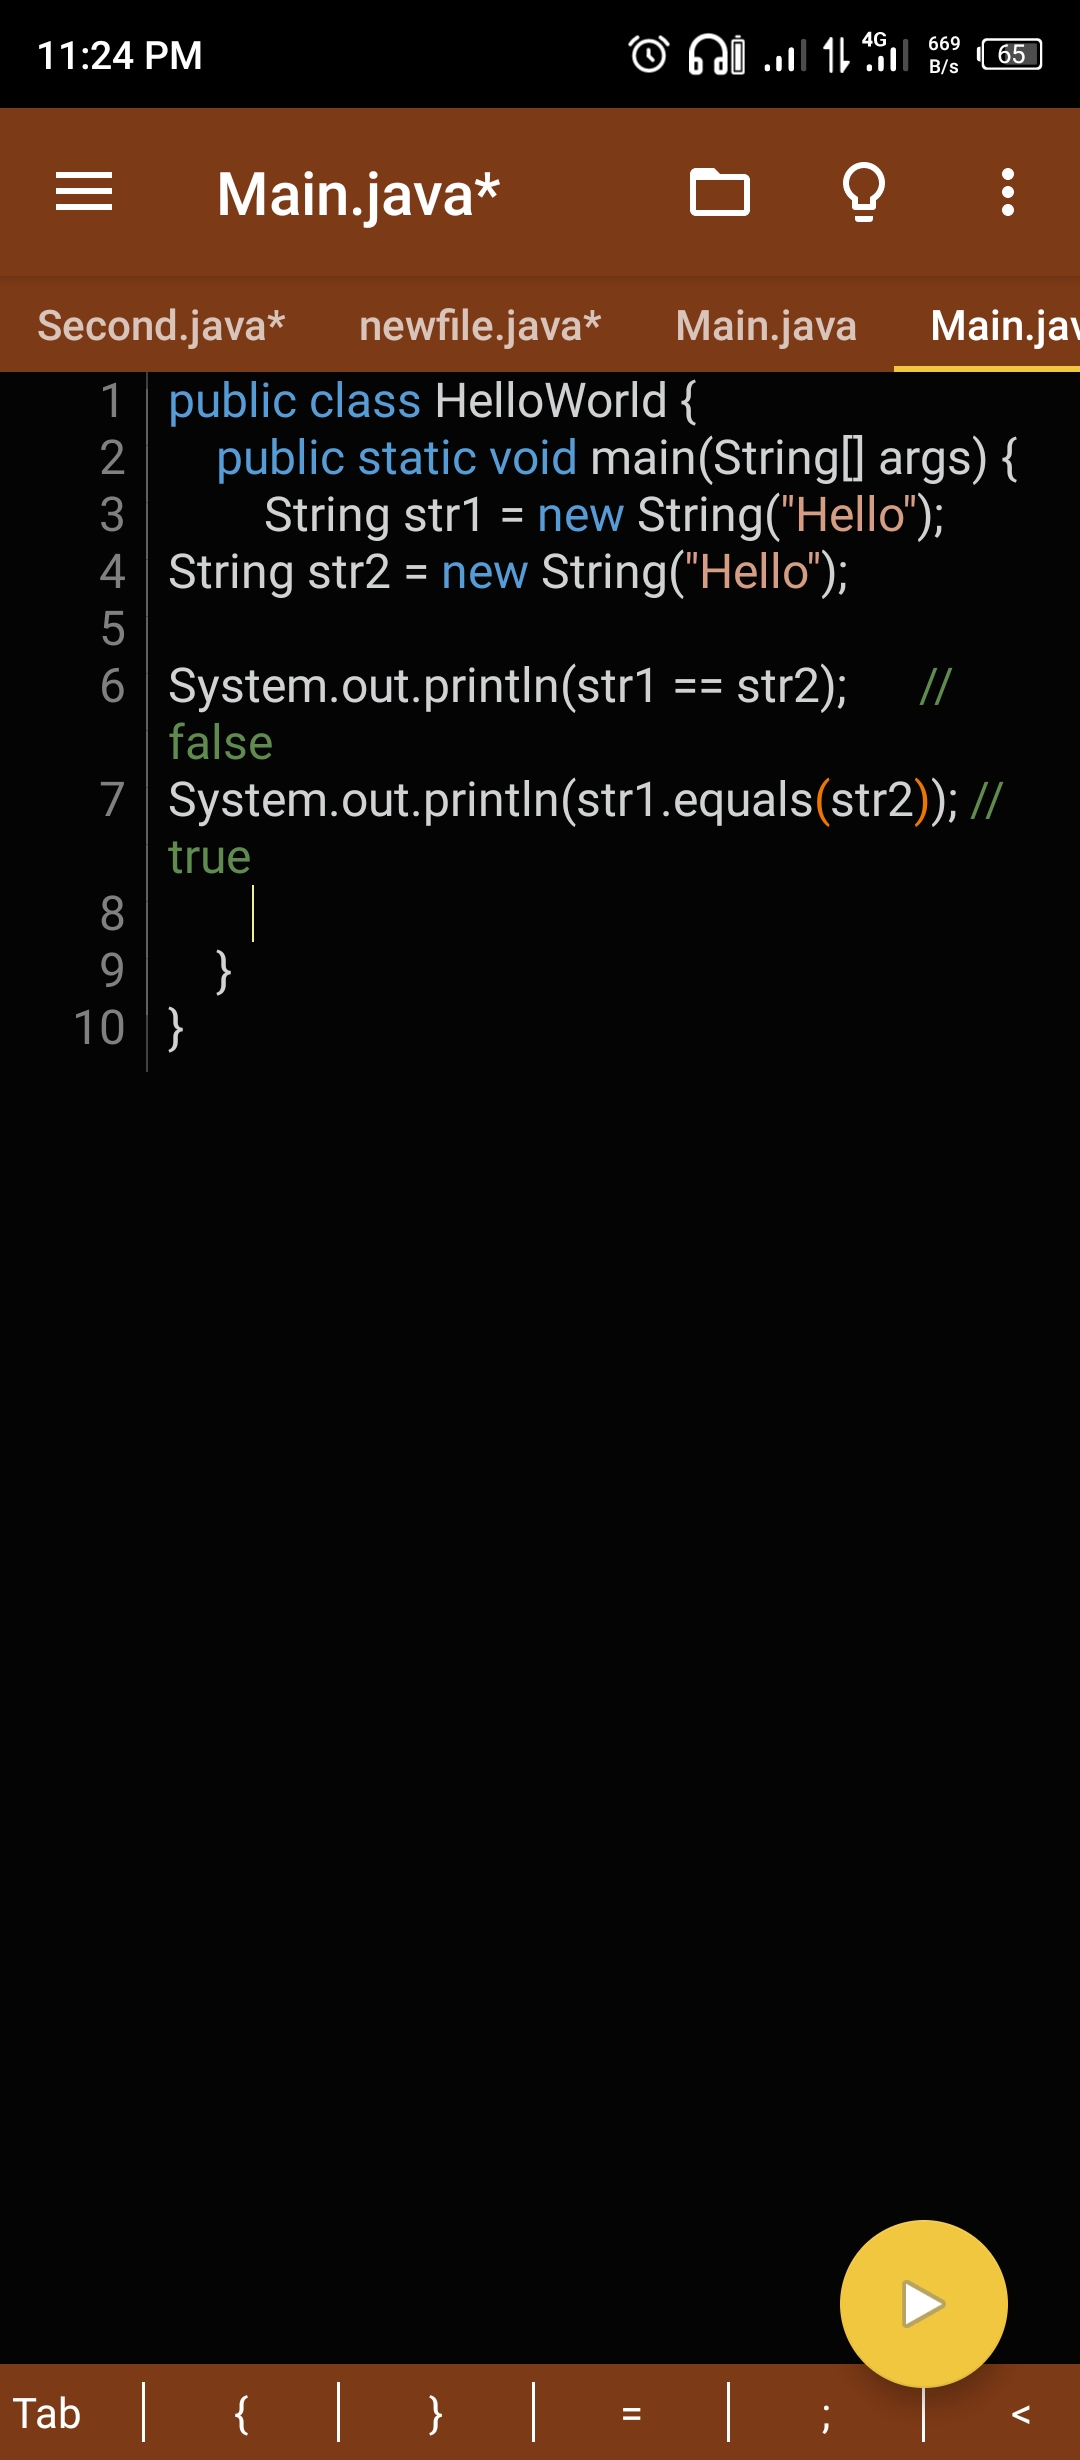 11:24 PM 4G 669 B/s 65
Main.java*
Second.java* newfile.java* Main.java Main.jav
1 public class HelloWorld {
2 public static void main(String[] args) {
3 String str1 = new String("Hello");
4 String str2 = new String("Hello");
5
6 System.out.println(str1 == str2); //
false
7 System.out.println(str1.equals(str2)); //
true
8
9 }
10 }
Tab { } = ; <